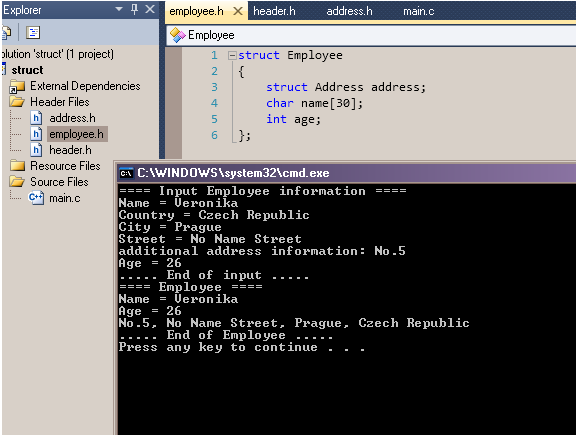 Explorer
olution 'struct' (1 project)
struct
External Dependencies
Header Files
address.h
employee.h
header.h
Resource Files
Source Files
main.c
employee.h header.h address.h main.c
Employee
1 struct Employee
2 {
3 struct Address address;
4 char name[30];
5 int age;
6 };
C:\WINDOWS\system32\cmd.exe
==== Input Employee information ====
Name = Veronika
Country = Czech Republic
City = Prague
Street = No Name Street
additional address information: No.5
Age = 26
..... End of input .....
==== Employee ====
Name = Veronika
Age = 26
No.5, No Name Street, Prague, Czech Republic
..... End of Employee .....
Press any key to continue . . .